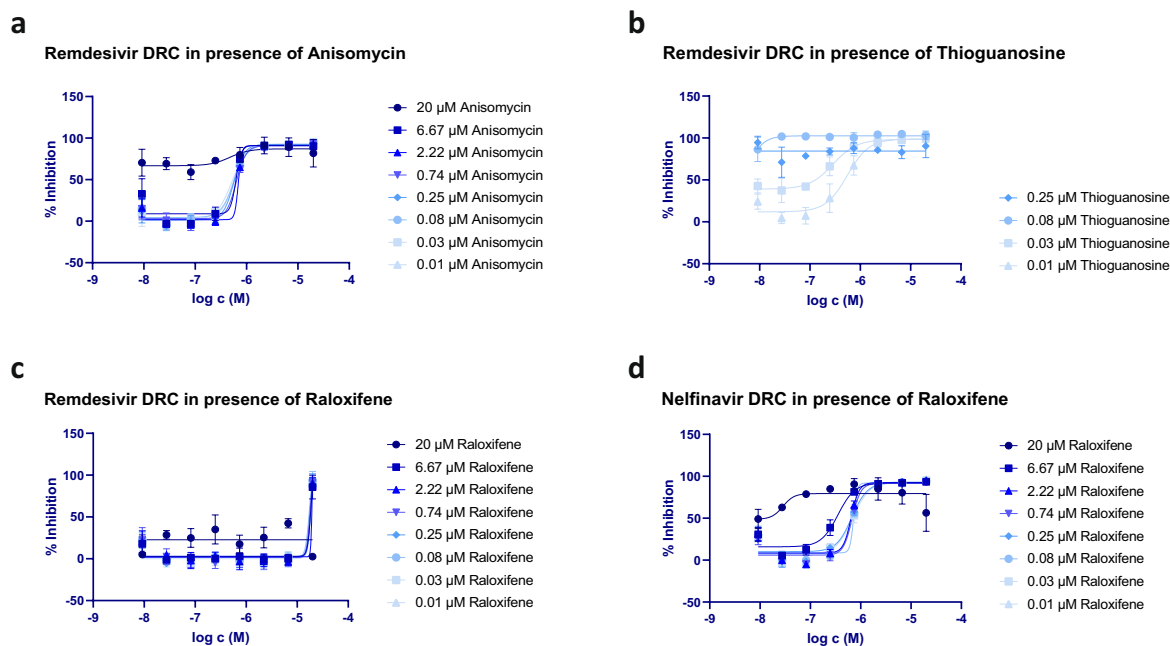 a
Remdesivir DRC in presence of Anisomycin
150
100
50
0
-50
% Inhibition
-9
-8
-7
-6
-5
-4
log c (M)
20 µM Anisomycin
6.67 µM Anisomycin
2.22 µM Anisomycin
0.74 µM Anisomycin
0.25 µM Anisomycin
0.08 µM Anisomycin
0.03 µM Anisomycin
0.01 µM Anisomycin
b
Remdesivir DRC in presence of Thioguanosine
150
100
50
0
-50
% Inhibition
-9
-8
-7
-6
-5
-4
log c (M)
0.25 µM Thioguanosine
0.08 µM Thioguanosine
0.03 µM Thioguanosine
0.01 µM Thioguanosine
c
Remdesivir DRC in presence of Raloxifene
150
100
50
0
-50
% Inhibition
-9
-8
-7
-6
-5
-4
log c (M)
20 µM Raloxifene
6.67 µM Raloxifene
2.22 µM Raloxifene
0.74 µM Raloxifene
0.25 µM Raloxifene
0.08 µM Raloxifene
0.03 µM Raloxifene
0.01 µM Raloxifene
d
Nelfinavir DRC in presence of Raloxifene
150
100
50
0
-50
% Inhibition
-9
-8
-7
-6
-5
-4
log c (M)
20 µM Raloxifene
6.67 µM Raloxifene
2.22 µM Raloxifene
0.74 µM Raloxifene
0.25 µM Raloxifene
0.08 µM Raloxifene
0.03 µM Raloxifene
0.01 µM Raloxifene